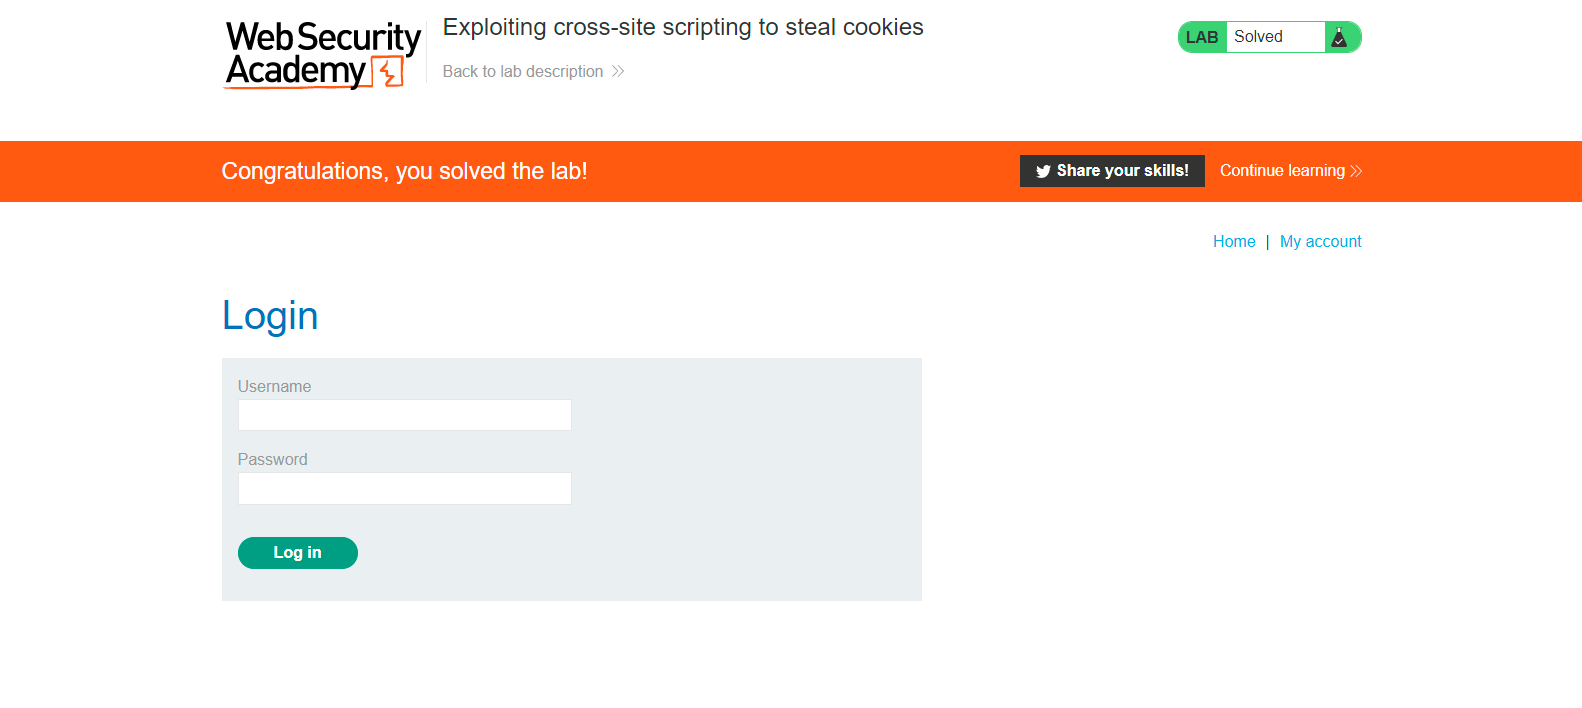 Web Security
Academy
Exploiting cross-site scripting to steal cookies
Back to lab description
LAB Solved
Congratulations, you solved the lab!
Share your skills! Continue learning
Home | My account
Login
Username
Password
Log in